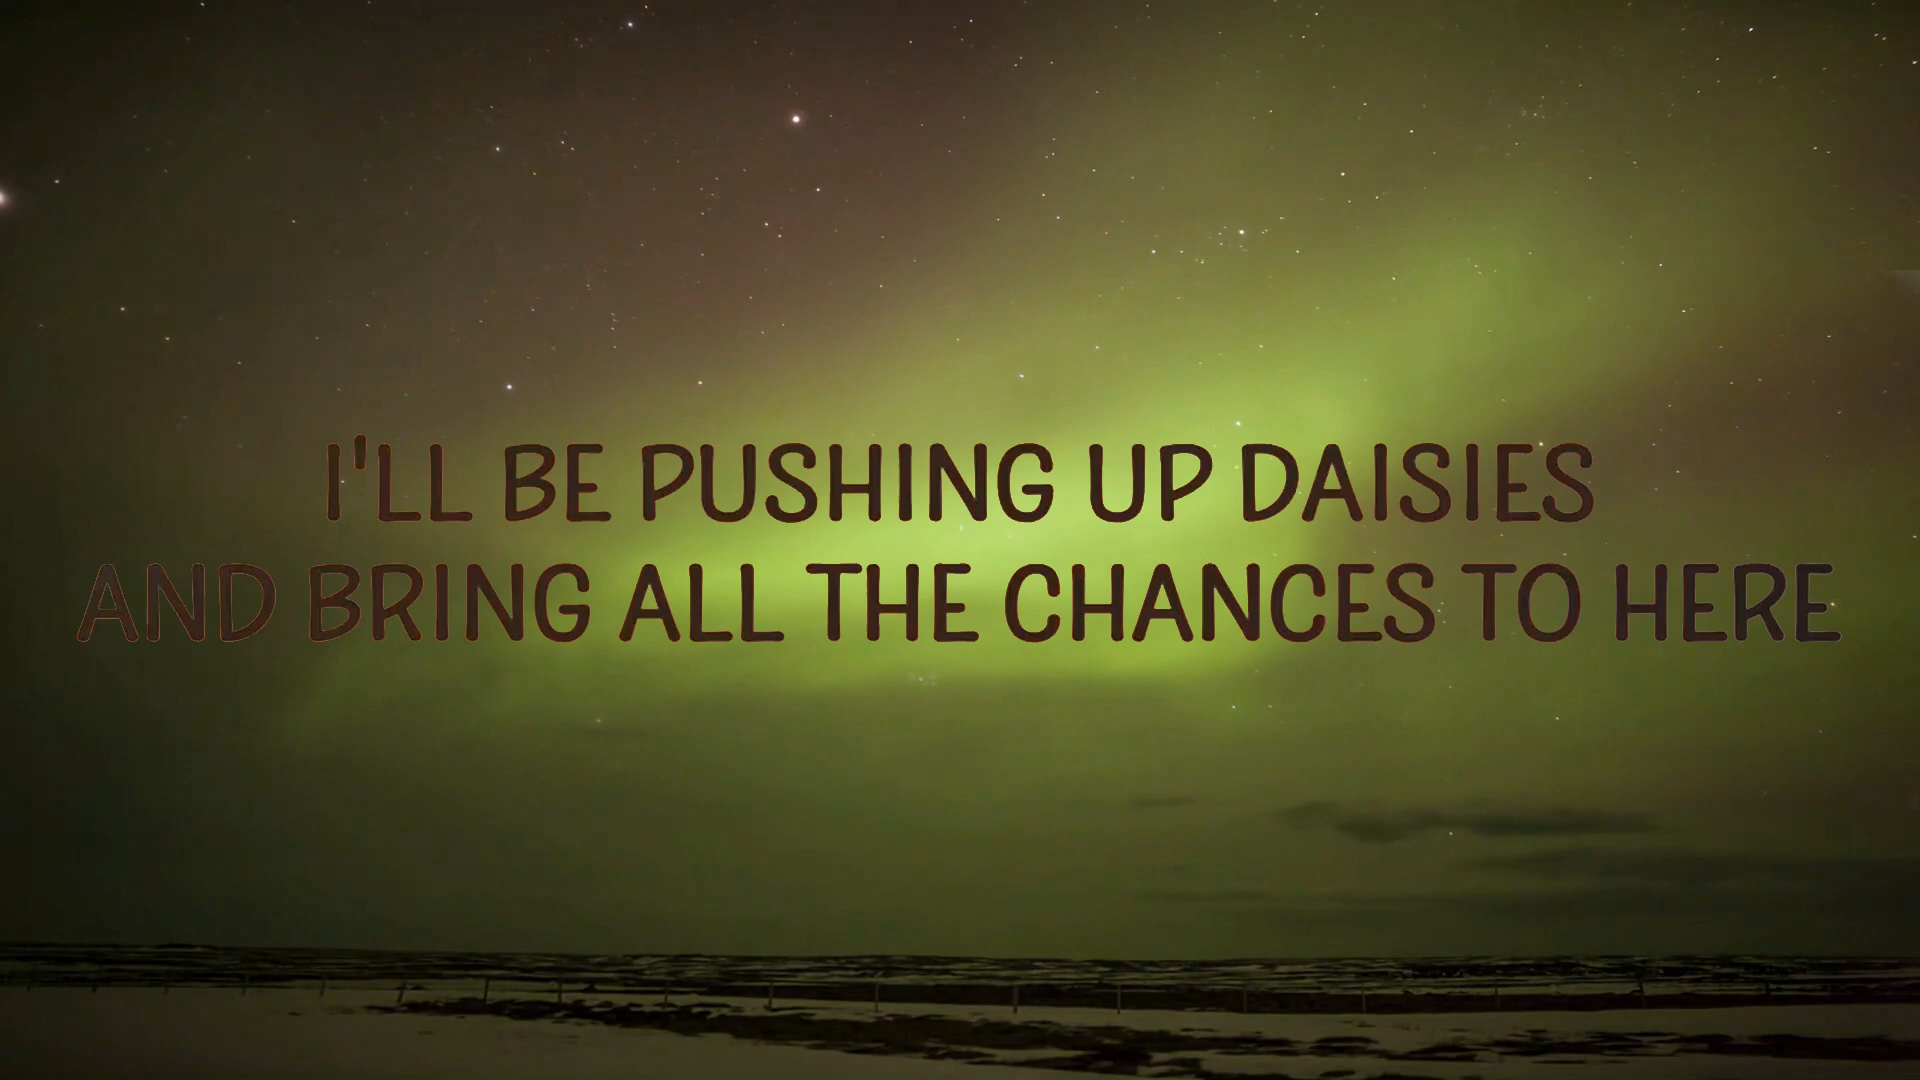 I'LL BE PUSHING UP DAISIES
AND BRING ALL THE CHANCES TO HERE